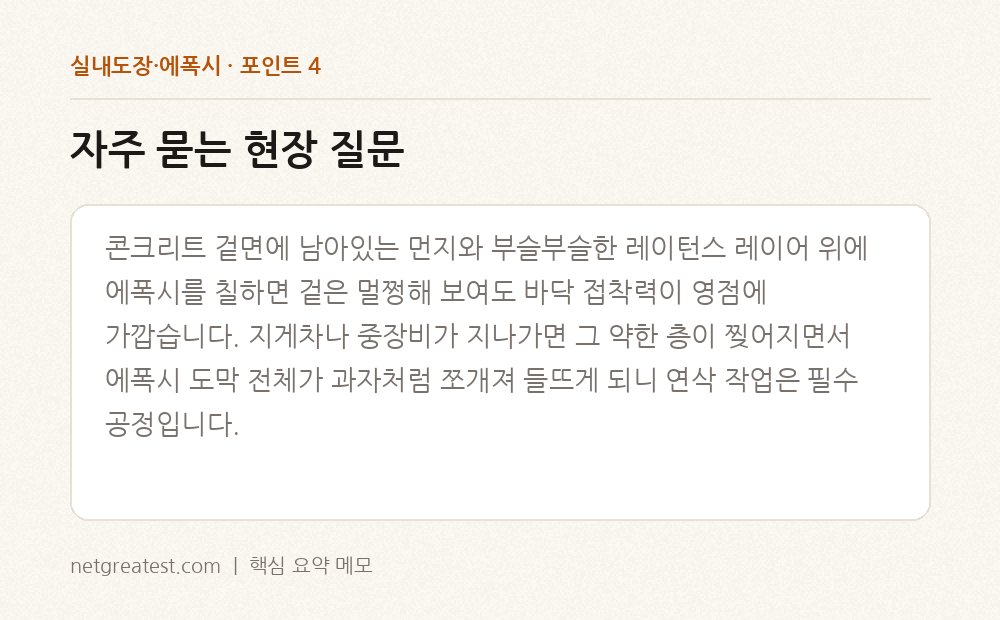 실내도장·에폭시 · 포인트 4
자주 묻는 현장 질문
콘크리트 겉면에 남아있는 먼지와 부슬부슬한 레이턴스 레이어 위에
에폭시를 칠하면 겉은 멀쩡해 보여도 바닥 접착력이 영점에
가깝습니다. 지게차나 중장비가 지나가면 그 약한 층이 찢어지면서
에폭시 도막 전체가 과자처럼 쪼개져 들뜨게 되니 연삭 작업은 필수
공정입니다.
netgreatest.com | 핵심 요약 메모